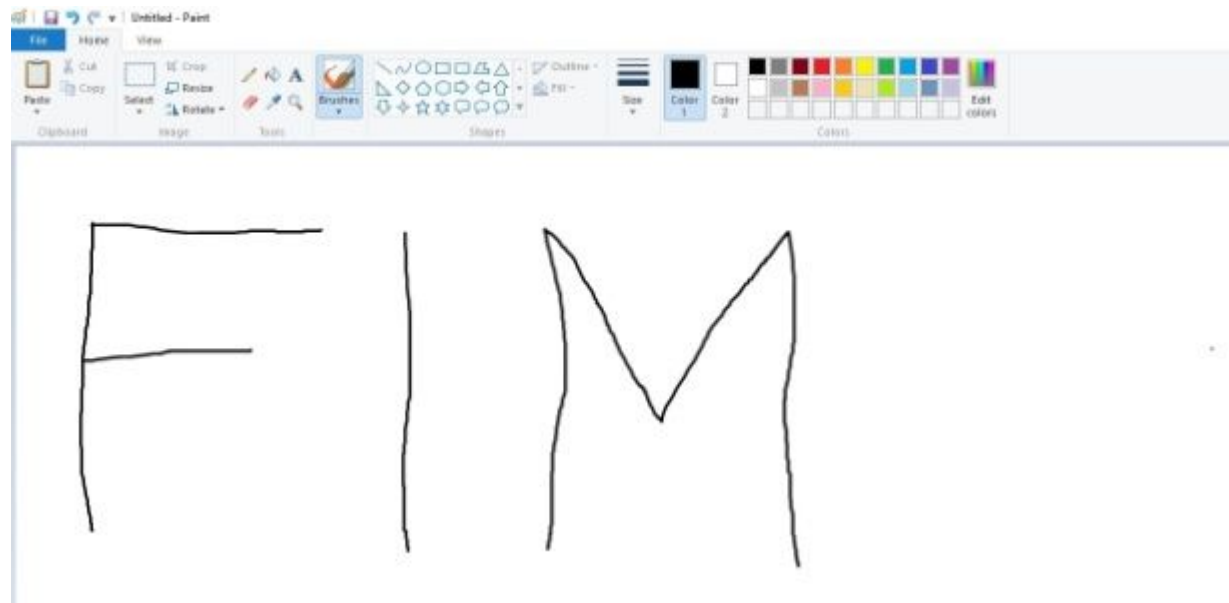 Untitled - Paint
File Home View
Cut
Copy
Paste
Clipboard
Crop
Resize
Rotate
Select
Image
A
Tools
Brushes
Outline
Fill
Shapes
Size
Color 1
Color 2
Edit colors
Colors
FIM